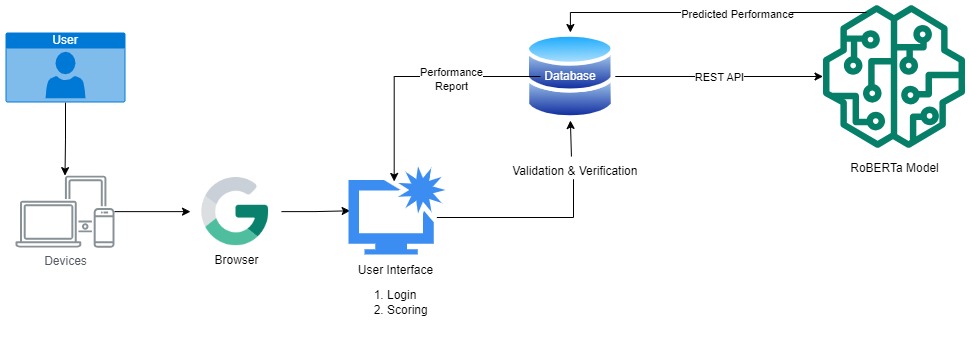 User
Devices
Browser
User Interface
1. Login
2. Scoring
Performance
Report
Database
Validation & Verification
REST API
Predicted Performance
RoBERTa Model